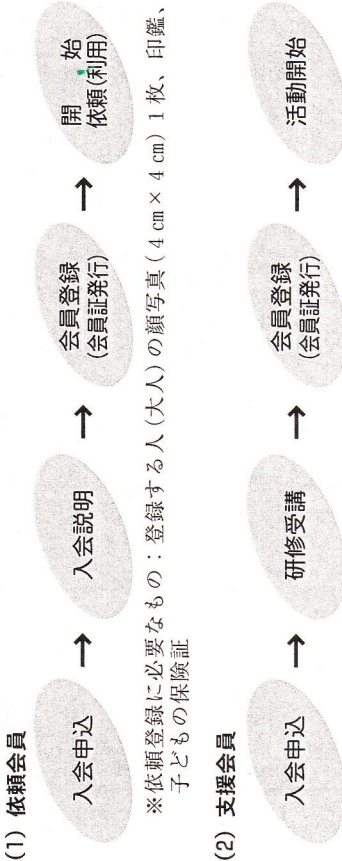 (1) 依頼会員
入会申込 → 入会説明 → 会員登録 (会員証発行) → 依頼(利用) 開始
※依頼登録に必要なもの：登録する人(大人)の顔写真(4 cm × 4 cm) 1 枚、印鑑、
子どもの保険証
(2) 支援会員
入会申込 → 研修受講 → 会員登録 (会員証発行) → 活動開始